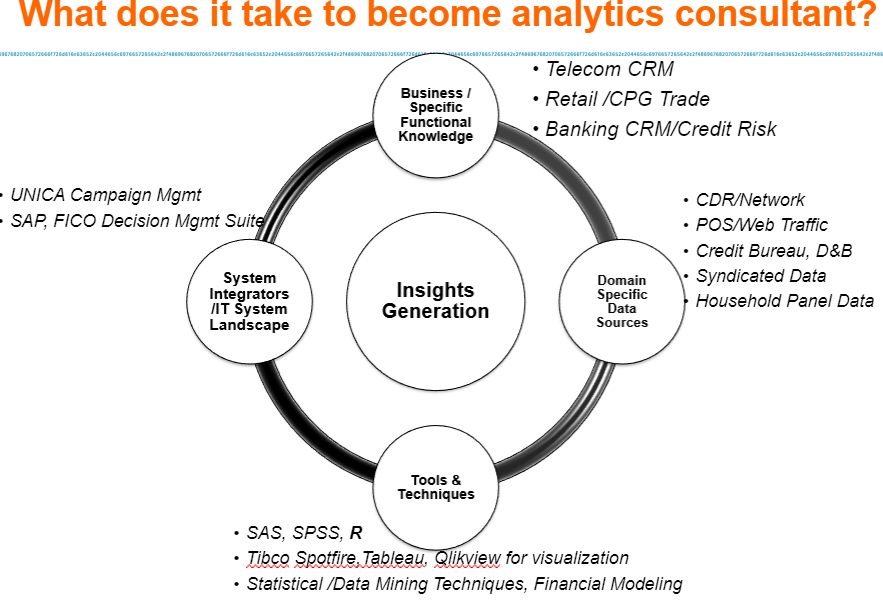 What does it take to become analytics consultant?
Business /
Specific
Functional
Knowledge
• Telecom CRM
• Retail /CPG Trade
• Banking CRM/Credit Risk
• UNICA Campaign Mgmt
• SAP, FICO Decision Mgmt Suite
• CDR/Network
• POS/Web Traffic
• Credit Bureau, D&B
• Syndicated Data
• Household Panel Data
System
Integrators
/IT System
Landscape
Insights
Generation
Domain
Specific
Data
Sources
Tools &
Techniques
• SAS, SPSS, R
• Tibco Spotfire,Tableau, Qlikview for visualization
• Statistical /Data Mining Techniques, Financial Modeling